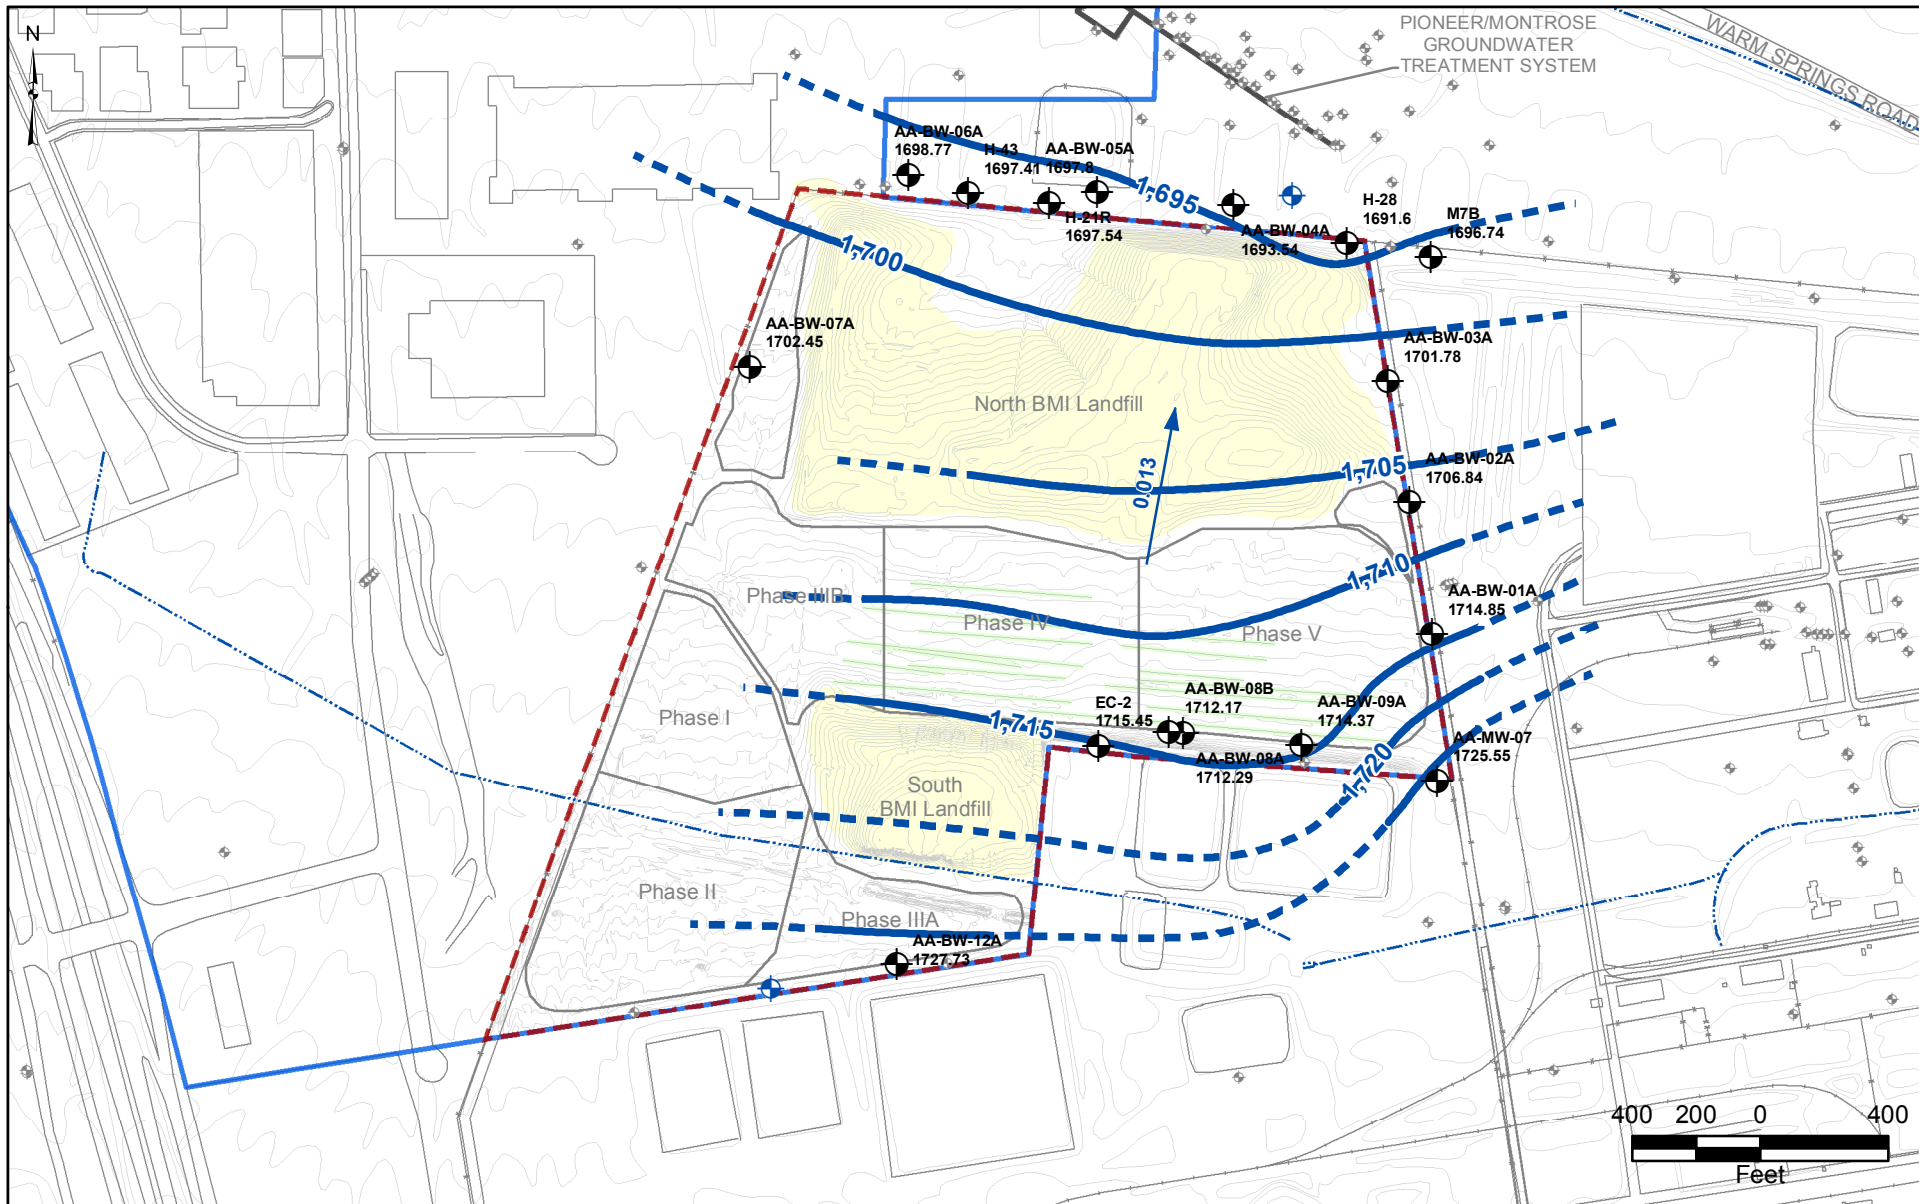 N
PIONEER/MONTROSE
GROUNDWATER
TREATMENT SYSTEM
WARM SPRINGS ROAD
AA-BW-06A
1698.77
H-43
1697.41
AA-BW-05A
1697.8
H-21R
1697.54
1,695
AA-BW-04A
1693.54
H-28
1691.6
M7B
1696.74
1,700
AA-BW-07A
1702.45
AA-BW-03A
1701.78
North BMI Landfill
0.013
1,705
AA-BW-02A
1706.84
1,710
Phase IIIB
Phase IV
Phase V
AA-BW-01A
1714.85
Phase I
1,715
EC-2
1715.45
AA-BW-08B
1712.17
AA-BW-09A
1714.37
AA-BW-08A
1712.29
AA-MW-07
1725.55
1,720
South
BMI Landfill
Phase II
Phase IIIA
AA-BW-12A
1727.73
400 200 0 400
Feet